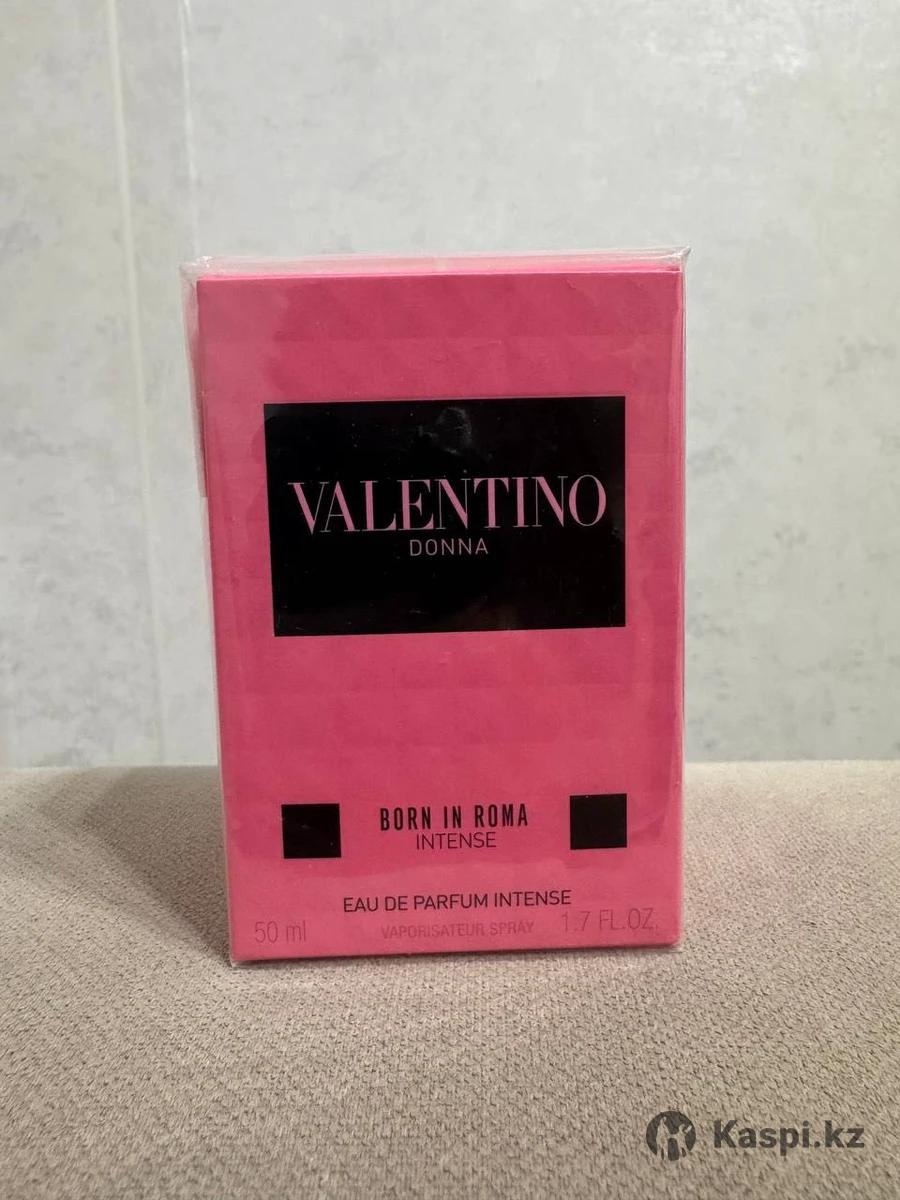 VALENTINO
DONNA
BORN IN ROMA
INTENSE
EAU DE PARFUM INTENSE
50 ml VAPORISATEUR SPRAY 1.7 FL.OZ.
Kaspi.kz